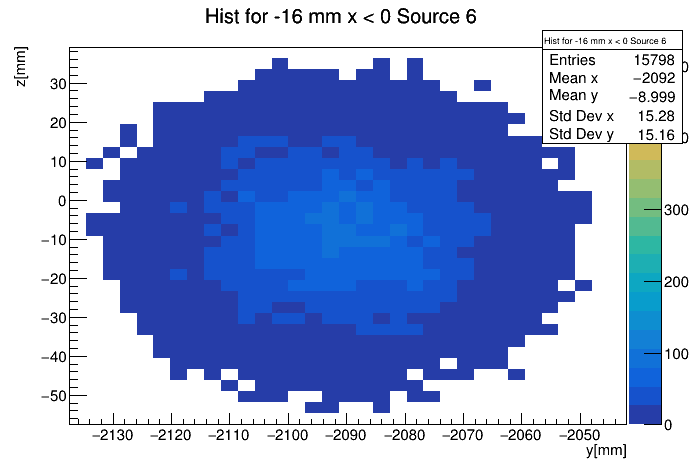 Hist for -16 mm x < 0 Source 6
Hist for -16 mm x < 0 Source 6
Entries 15798
Mean x −2092
Mean y −8.999
Std Dev x 15.28
Std Dev y 15.16
z[mm]
30
20
10
0
−10
−20
−30
−40
−50
−2130 −2120 −2110 −2100 −2090 −2080 −2070 −2060 −2050
y[mm]
300
200
100
0